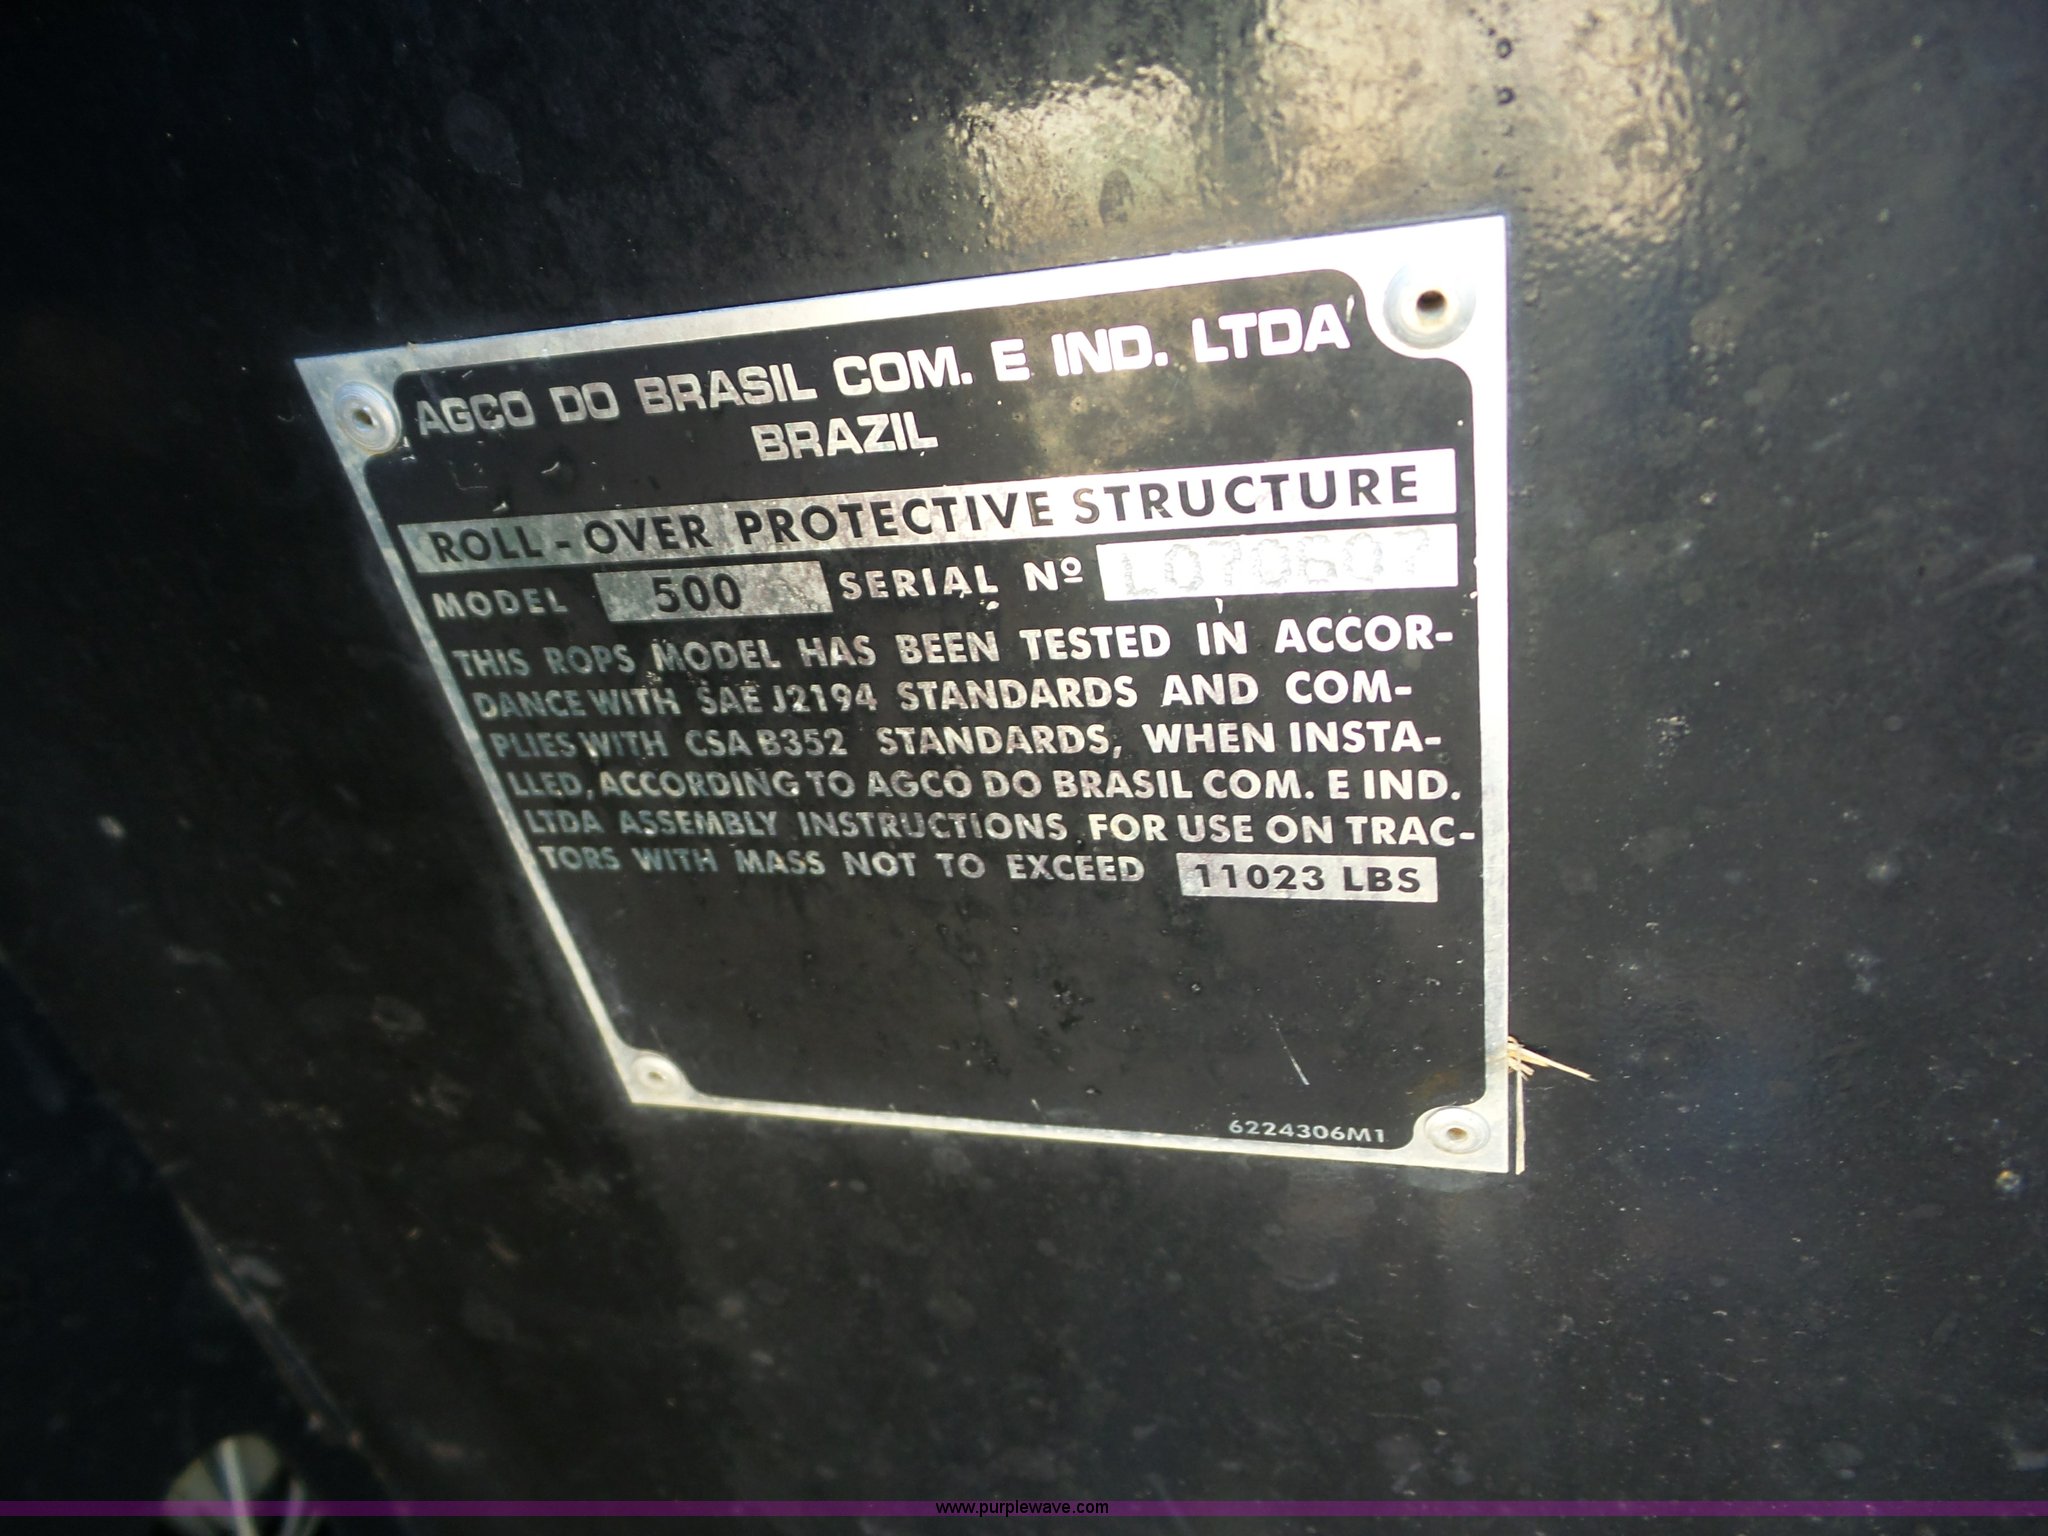 AGCO DO BRASIL COM. E IND. LTDA
BRAZIL
ROLL - OVER PROTECTIVE STRUCTURE
MODEL 500 SERIAL Nº L070607
THIS ROPS MODEL HAS BEEN TESTED IN ACCOR-
DANCE WITH SAE J2194 STANDARDS AND COM-
PLIES WITH CSA B352 STANDARDS, WHEN INSTA-
LLED, ACCORDING TO AGCO DO BRASIL COM. E IND.
LTDA ASSEMBLY INSTRUCTIONS FOR USE ON TRAC-
TORS WITH MASS NOT TO EXCEED 11023 LBS
6224306M1
www.purplewave.com